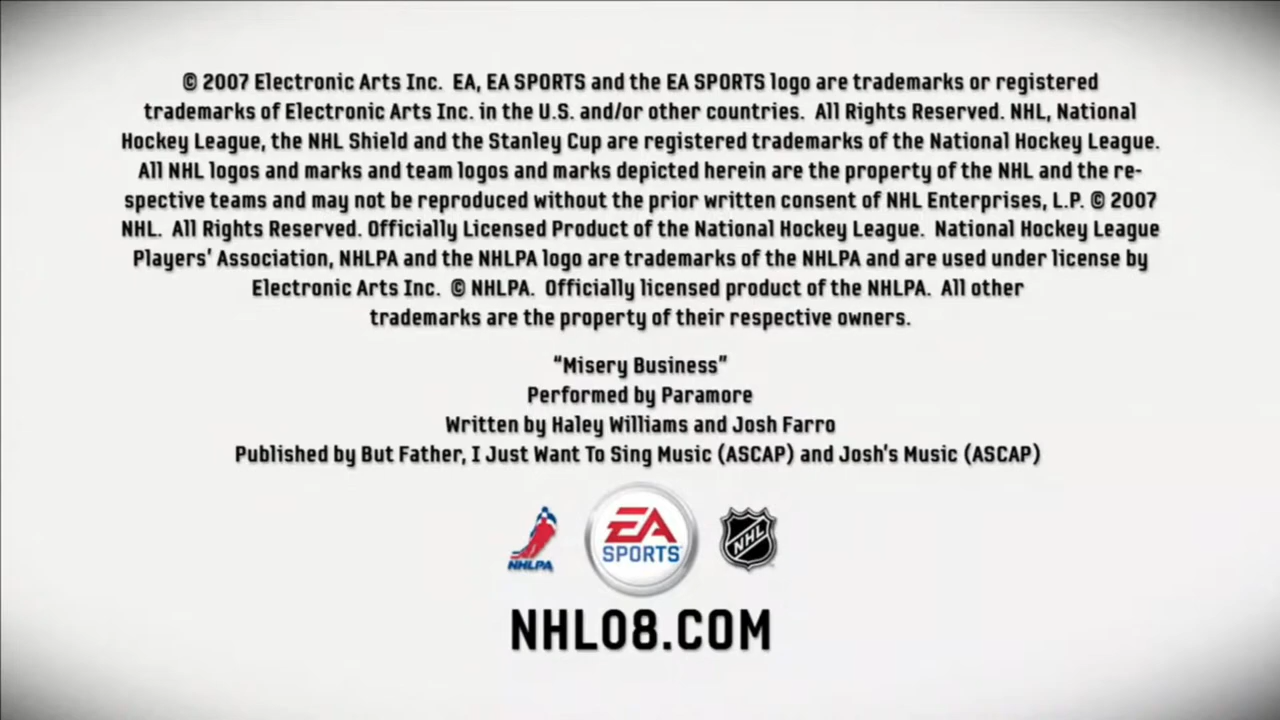 © 2007 Electronic Arts Inc.  EA, EA SPORTS and the EA SPORTS logo are trademarks or registered
trademarks of Electronic Arts Inc. in the U.S. and/or other countries.  All Rights Reserved. NHL, National
Hockey League, the NHL Shield and the Stanley Cup are registered trademarks of the National Hockey League.
All NHL logos and marks and team logos and marks depicted herein are the property of the NHL and the re-
spective teams and may not be reproduced without the prior written consent of NHL Enterprises, L.P. © 2007
NHL.  All Rights Reserved. Officially Licensed Product of the National Hockey League.  National Hockey League
Players' Association, NHLPA and the NHLPA logo are trademarks of the NHLPA and are used under license by
Electronic Arts Inc.  © NHLPA.  Officially licensed product of the NHLPA.  All other
trademarks are the property of their respective owners.
“Misery Business”
Performed by Paramore
Written by Haley Williams and Josh Farro
Published by But Father, I Just Want To Sing Music (ASCAP) and Josh's Music (ASCAP)
NHLPA
EA
SPORTS
NHL
NHL08.COM